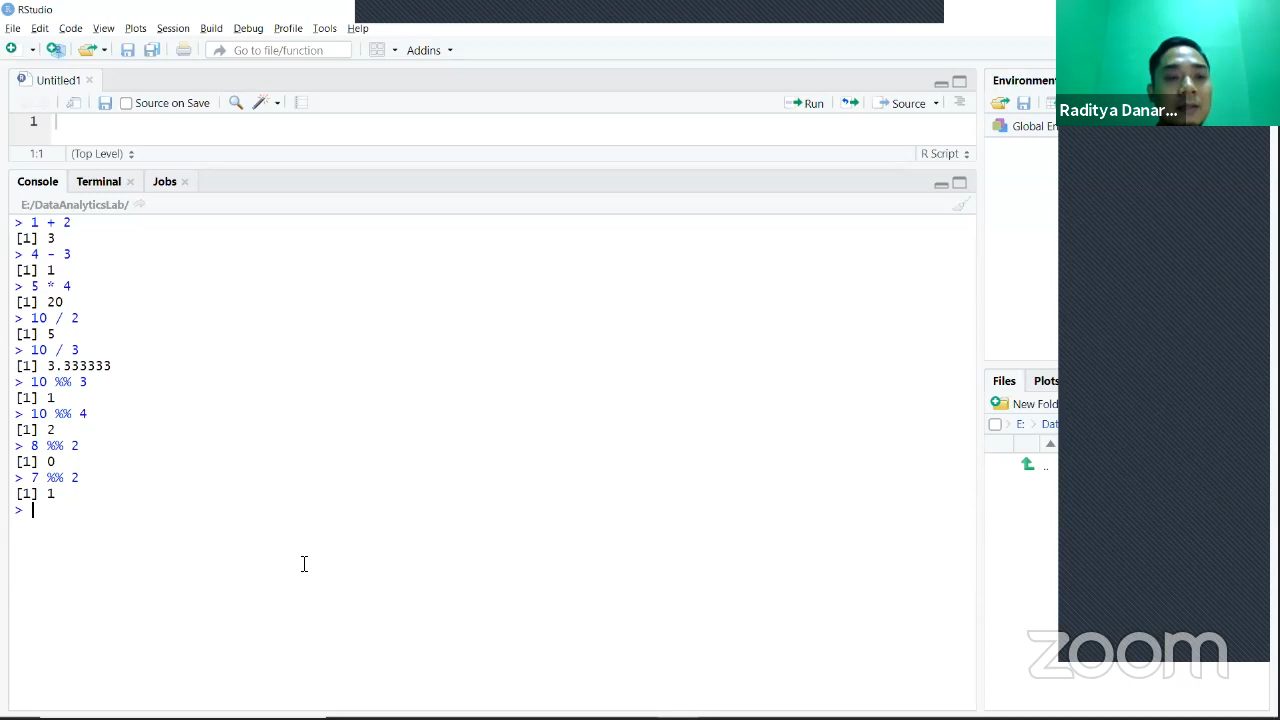 RStudio
File Edit Code View Plots Session Build Debug Profile Tools Help
Go to file/function Addins
Untitled1
Source on Save Run Source
1
1:1 (Top Level) R Script
Console Terminal Jobs
E:/DataAnalyticsLab/
> 1 + 2
[1] 3
> 4 - 3
[1] 1
> 5 * 4
[1] 20
> 10 / 2
[1] 5
> 10 / 3
[1] 3.333333
> 10 %% 3
[1] 1
> 10 %% 4
[1] 2
> 8 %% 2
[1] 0
> 7 %% 2
[1] 1
>
Environmen
Global En
Files Plots
New Fold
E: Dat
..
Raditya Danar...
zoom